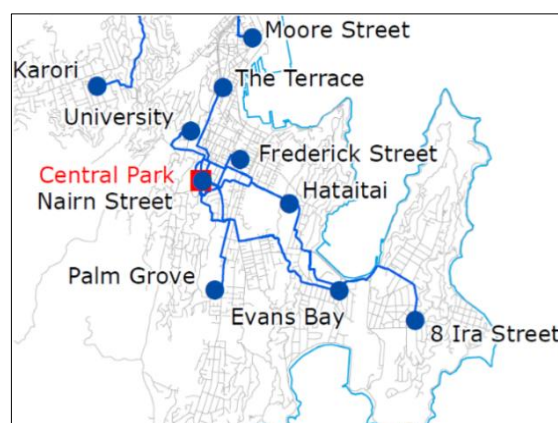 Moore Street
Karori
The Terrace
University
Frederick Street
Central Park
Nairn Street
Hataitai
Palm Grove
Evans Bay
8 Ira Street